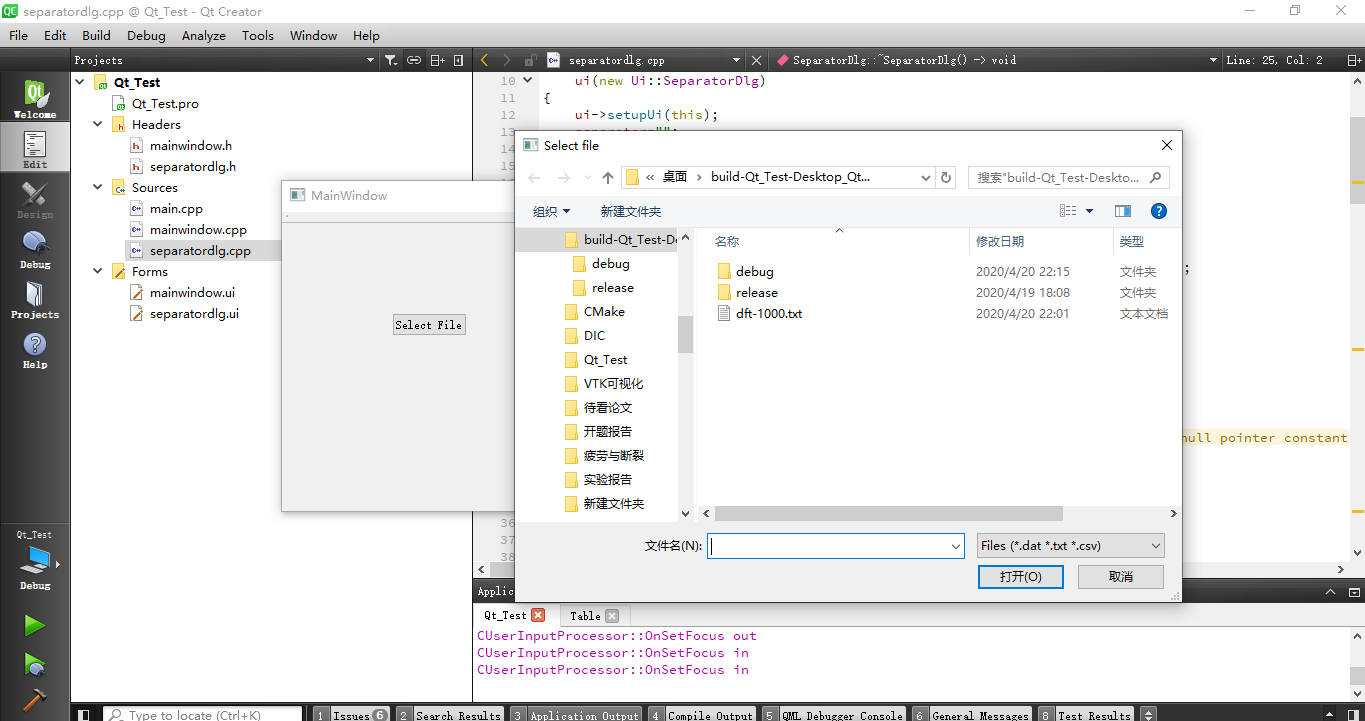 separatordlg.cpp @ Qt_Test - Qt Creator
File Edit Build Debug Analyze Tools Window Help
Projects
separatordlg.cpp
SeparatorDlg::~SeparatorDlg() -> void
Line: 25, Col: 2
Welcome
Edit
Design
Debug
Projects
Help
Qt_Test
Debug
Qt_Test
Qt_Test.pro
Headers
mainwindow.h
separatordlg.h
Sources
main.cpp
mainwindow.cpp
separatordlg.cpp
Forms
mainwindow.ui
separatordlg.ui
10 ui(new Ui::SeparatorDlg)
11 {
12 ui->setupUi(this);
13
14
15
;
null pointer constant
36
37
38
MainWindow
Select File
Select file
« 桌面 › build-Qt_Test-Desktop_Qt...
搜索"build-Qt_Test-Deskto...
组织 新建文件夹
build-Qt_Test-De
debug
release
CMake
DIC
Qt_Test
VTK可视化
待看论文
开题报告
疲劳与断裂
实验报告
新建文件夹
名称 修改日期 类型
debug 2020/4/20 22:15 文件夹
release 2020/4/19 18:08 文件夹
dft-1000.txt 2020/4/20 22:01 文本文档
文件名(N):
Files (*.dat *.txt *.csv)
打开(O) 取消
Applic
Qt_Test Table
CUserInputProcessor::OnSetFocus out
CUserInputProcessor::OnSetFocus in
CUserInputProcessor::OnSetFocus in
Type to locate (Ctrl+K)
1 Issues 6 2 Search Results 3 Application Output 4 Compile Output 5 QML Debugger Console 6 General Messages 8 Test Results